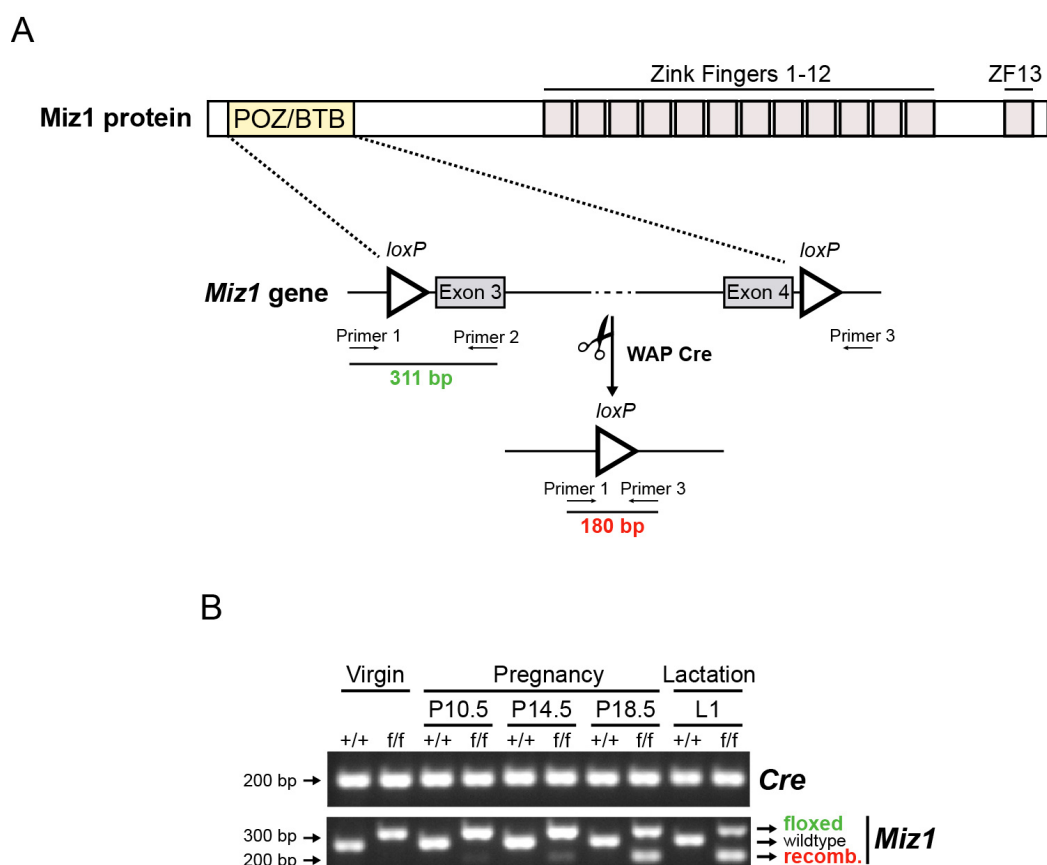 A
Zink Fingers 1-12
ZF13
Miz1 protein
POZ/BTB
loxP
loxP
Miz1 gene
Exon 3
Exon 4
Primer 1
Primer 2
Primer 3
311 bp
WAP Cre
loxP
Primer 1
Primer 3
180 bp
B
Virgin
Pregnancy
Lactation
P10.5
P14.5
P18.5
L1
+/+ f/f +/+ f/f +/+ f/f +/+ f/f +/+ f/f
200 bp
Cre
300 bp
200 bp
floxed
wildtype
recomb.
Miz1